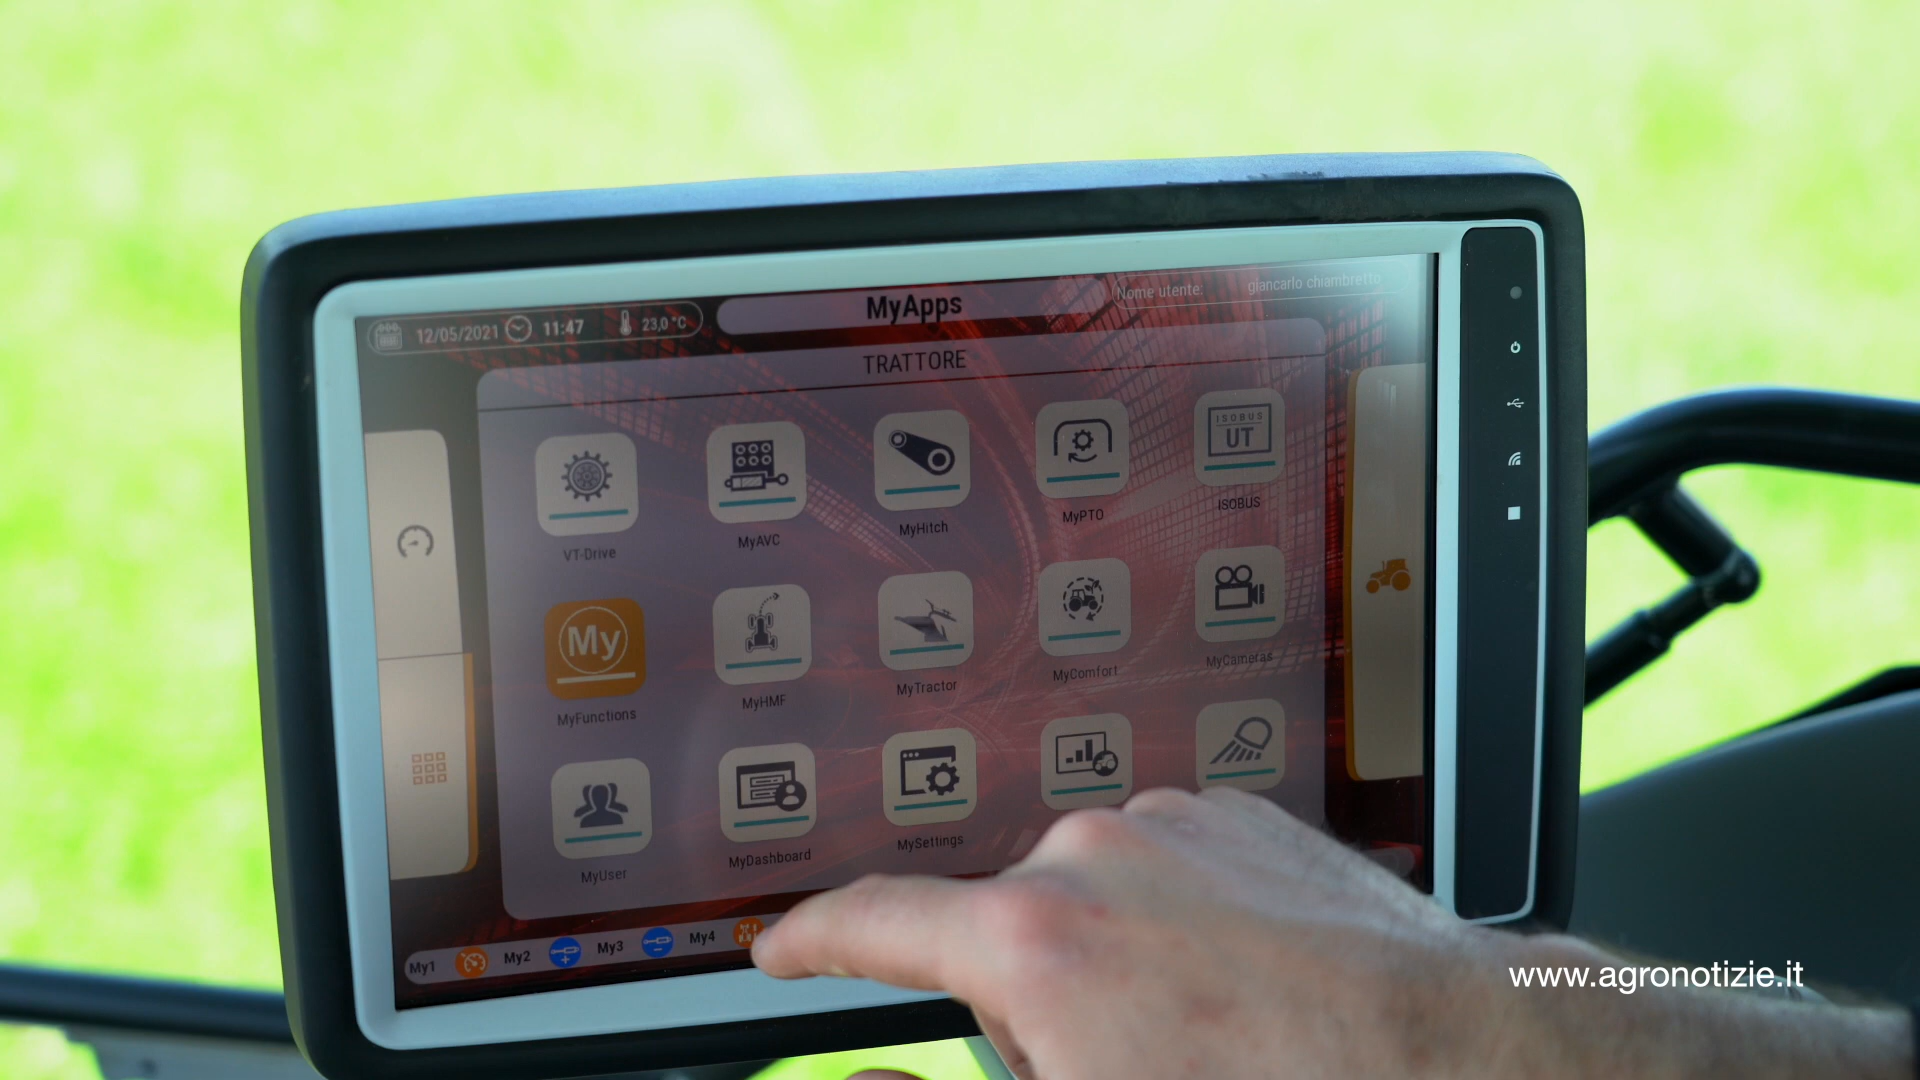 12/05/2021 11:47 23,0 °C
MyApps
Nome utente: giancarlo chiambretto
TRATTORE
VT-Drive
MyAVC
MyHitch
MyPTO
ISOBUS
UT
ISOBUS
My
MyFunctions
MyHMF
MyTractor
MyComfort
MyCameras
MyUser
MyDashboard
MySettings
My1 My2 My3 My4
www.agronotizie.it